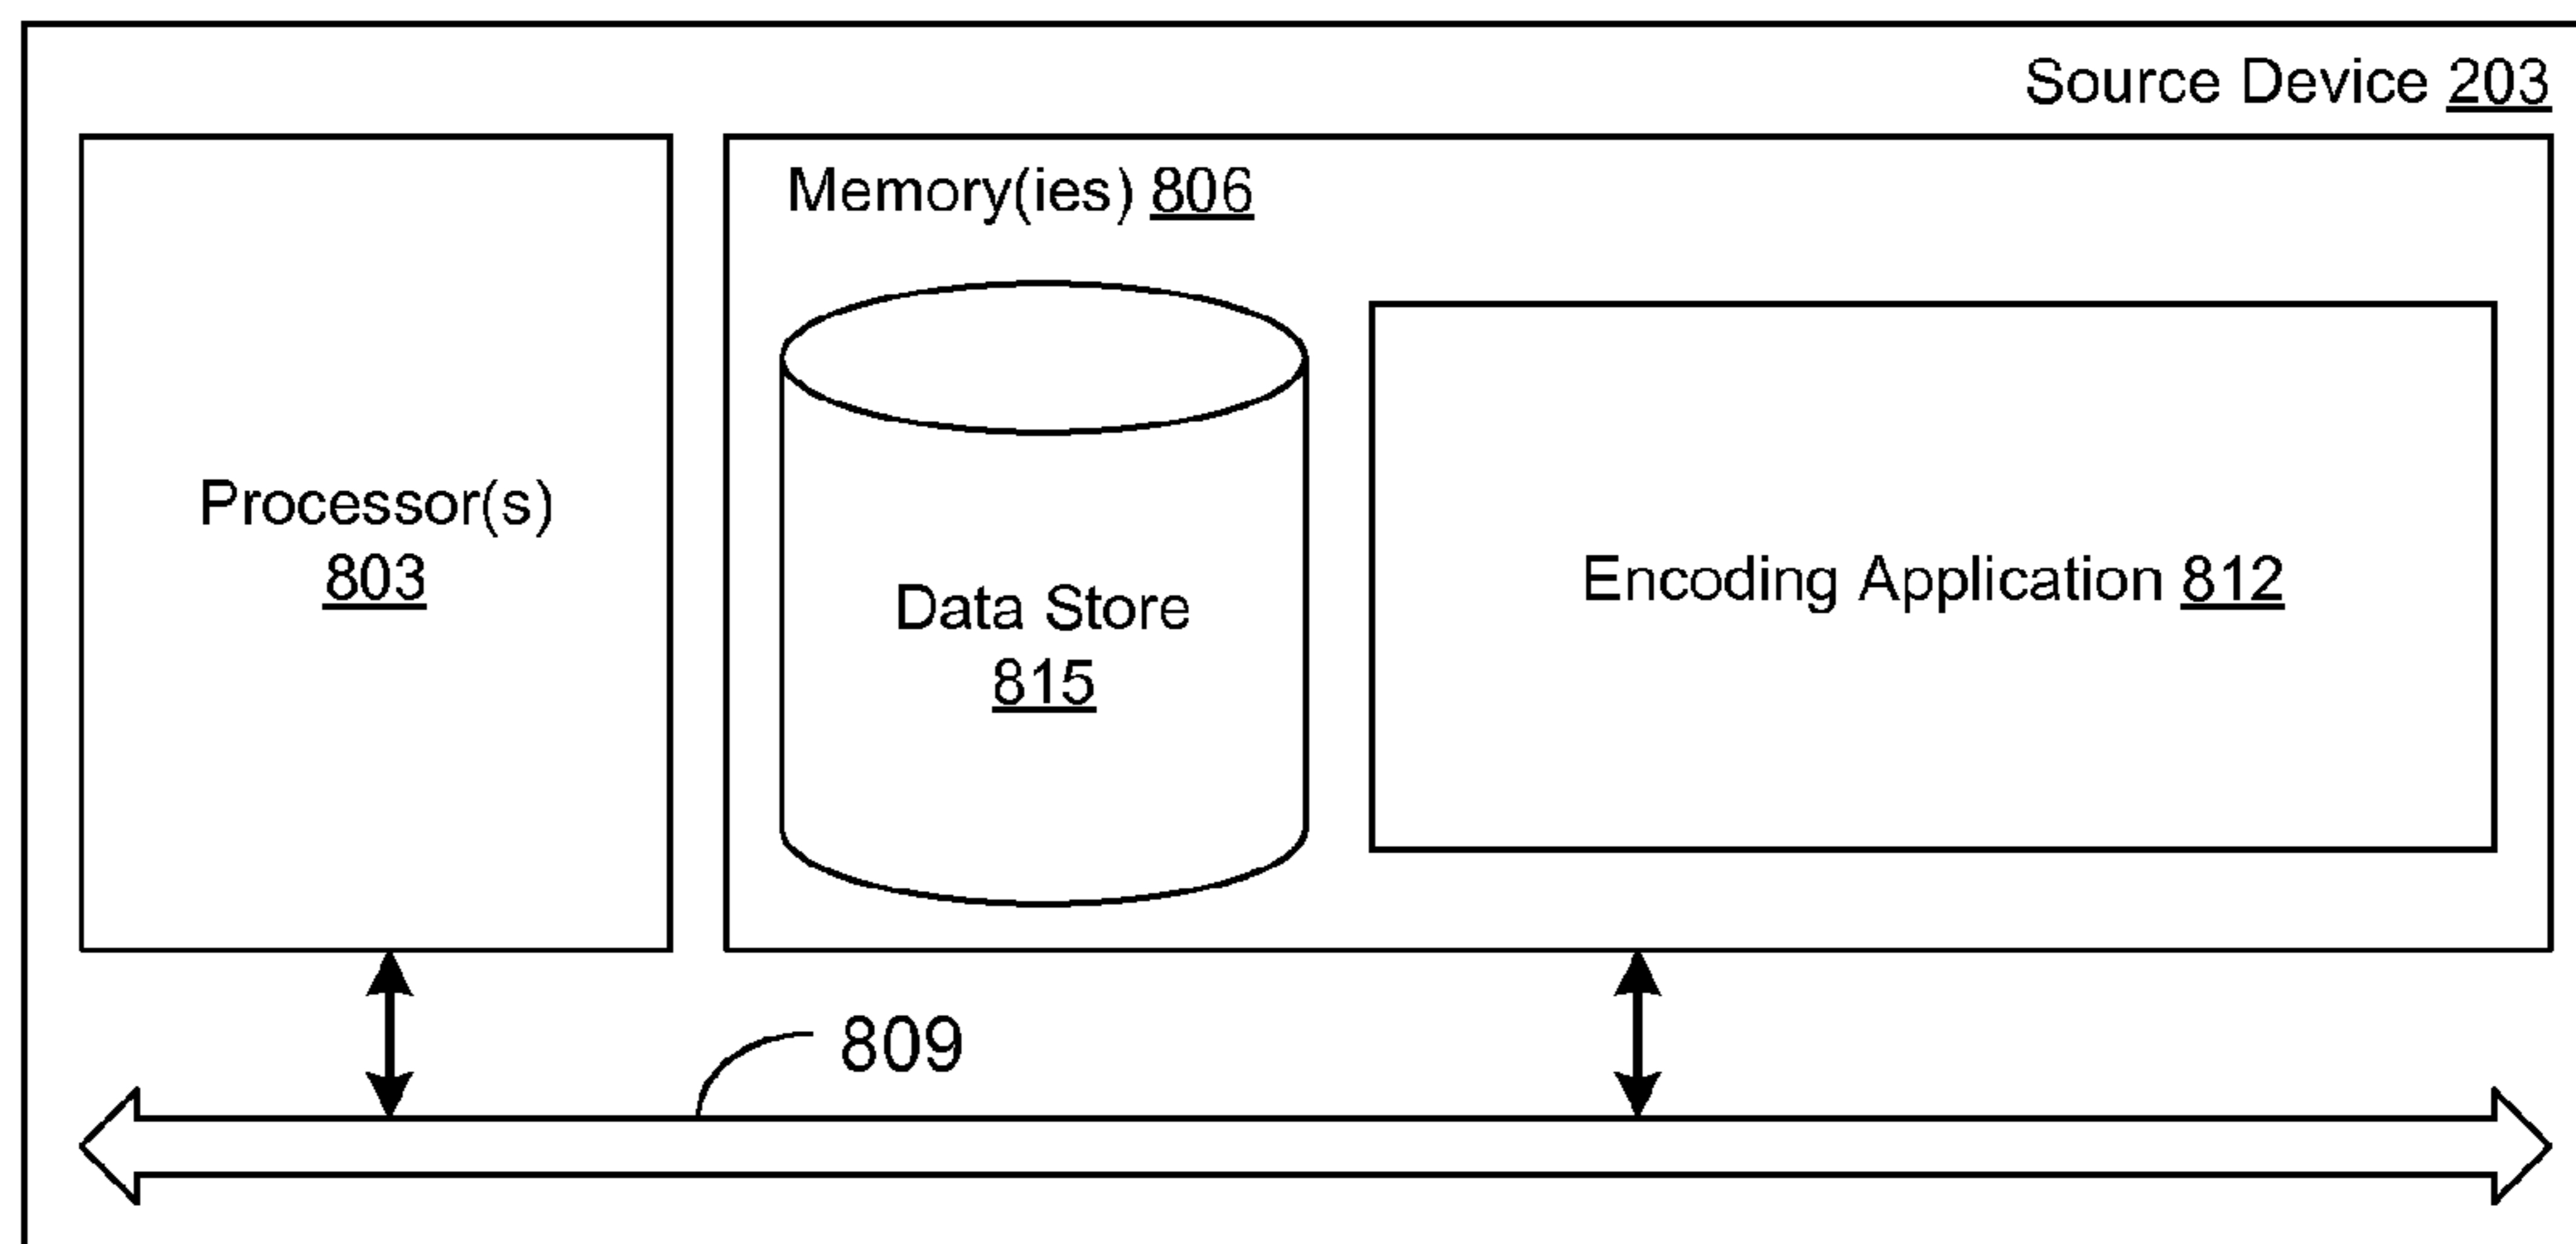 Source Device 203
Memory(ies) 806
Processor(s)
803
Data Store
815
Encoding Application 812
809